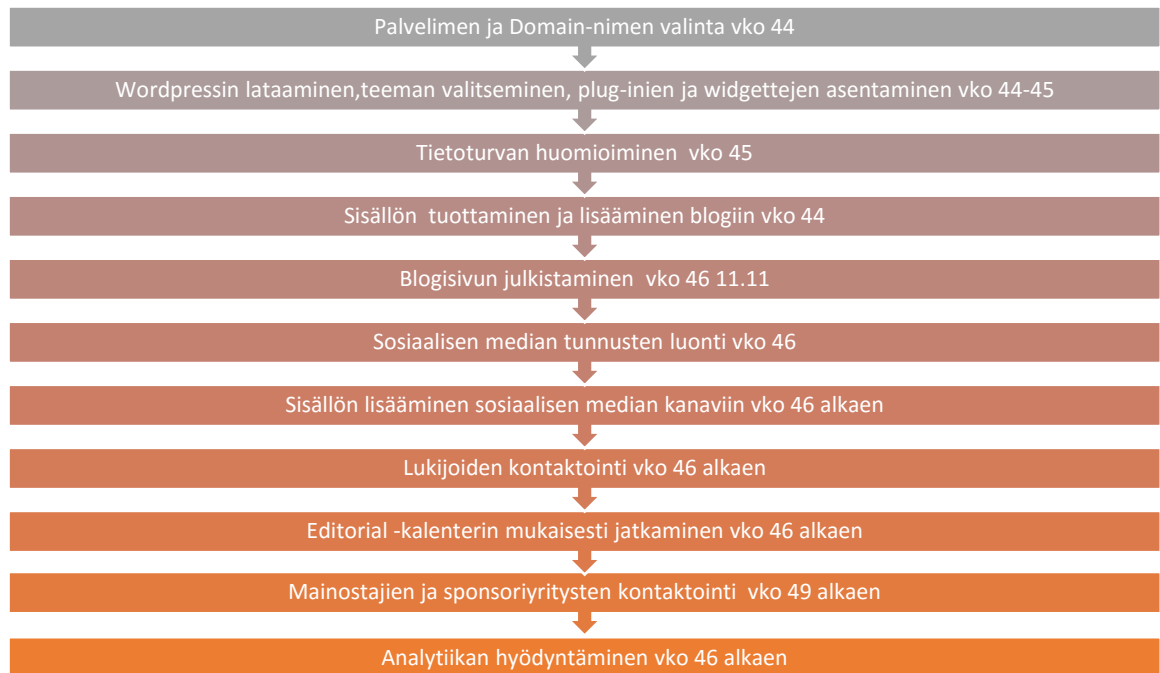 Palvelimen ja Domain-nimen valinta vko 44
Wordpressin lataaminen,teeman valitseminen, plug-inien ja widgettejen asentaminen vko 44-45
Tietoturvan huomioiminen vko 45
Sisällön tuottaminen ja lisääminen blogiin vko 44
Blogisivun julkistaminen vko 46 11.11
Sosiaalisen median tunnusten luonti vko 46
Sisällön lisääminen sosiaalisen median kanaviin vko 46 alkaen
Lukijoiden kontaktointi vko 46 alkaen
Editorial -kalenterin mukaisesti jatkaminen vko 46 alkaen
Mainostajien ja sponsoriyritysten kontaktointi vko 49 alkaen
Analytiikan hyödyntäminen vko 46 alkaen